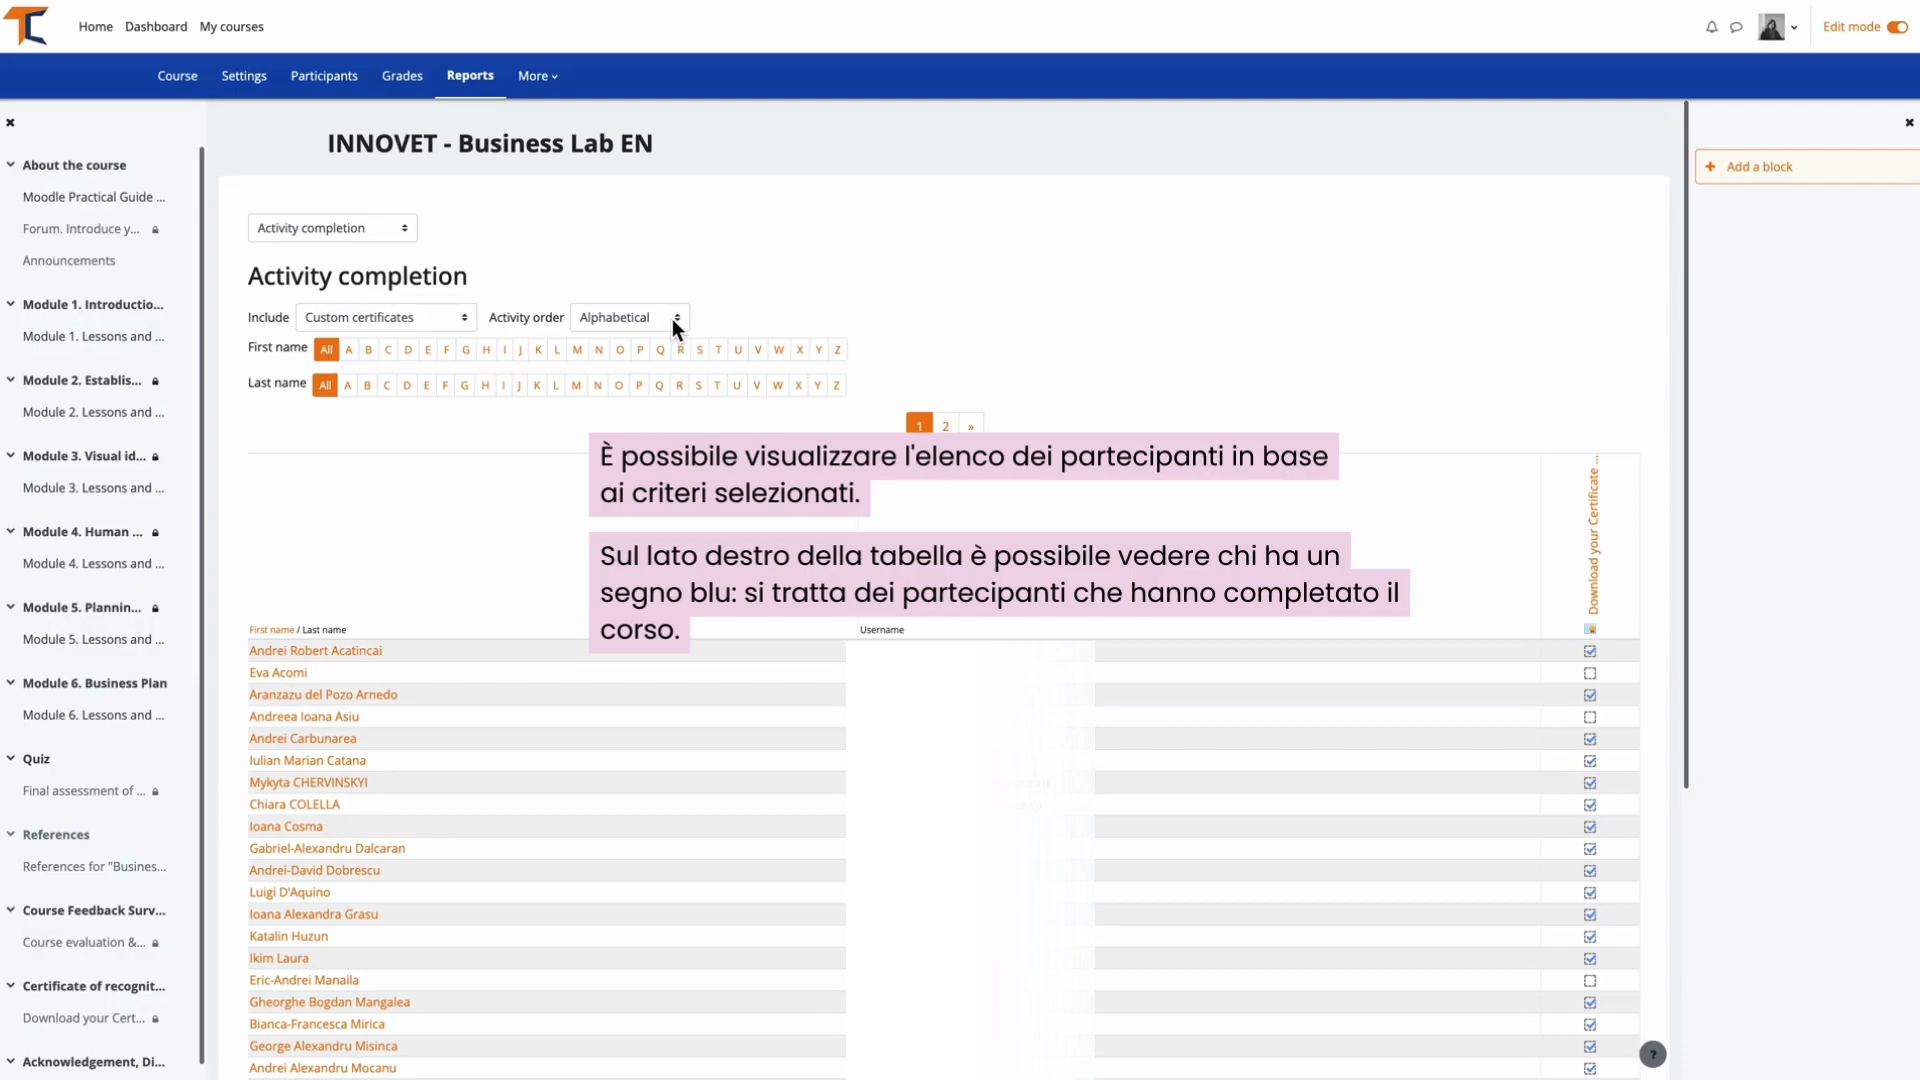 TC
Home Dashboard My courses
Edit mode
Course Settings Participants Grades Reports More
INNOVET - Business Lab EN
About the course
Moodle Practical Guide ...
Forum. Introduce y...
Announcements
Module 1. Introductio...
Module 1. Lessons and ...
Module 2. Establis...
Module 2. Lessons and ...
Module 3. Visual id...
Module 3. Lessons and ...
Module 4. Human ...
Module 4. Lessons and ...
Module 5. Plannin...
Module 5. Lessons and ...
Module 6. Business Plan
Module 6. Lessons and ...
Quiz
Final assessment of ...
References
References for "Busines...
Course Feedback Surv...
Course evaluation &...
Certificate of recognit...
Download your Cert...
Acknowledgement, Di...
Activity completion
Activity completion
Include Custom certificates Activity order Alphabetical
First name All A B C D E F G H I J K L M N O P Q R S T U V W X Y Z
Last name All A B C D E F G H I J K L M N O P Q R S T U V W X Y Z
1 2 »
È possibile visualizzare l'elenco dei partecipanti in base
ai criteri selezionati.
Sul lato destro della tabella è possibile vedere chi ha un
segno blu: si tratta dei partecipanti che hanno completato il
corso.
Download your Certificate ...
First name / Last name Username
Andrei Robert Acatincai
Eva Acomi
Aranzazu del Pozo Arnedo
Andreea Ioana Asiu
Andrei Carbunarea
Iulian Marian Catana
Mykyta CHERVINSKYI
Chiara COLELLA
Ioana Cosma
Gabriel-Alexandru Dalcaran
Andrei-David Dobrescu
Luigi D'Aquino
Ioana Alexandra Grasu
Katalin Huzun
Ikim Laura
Eric-Andrei Manaila
Gheorghe Bogdan Mangalea
Bianca-Francesca Mirica
George Alexandru Misinca
Andrei Alexandru Mocanu
+ Add a block
?